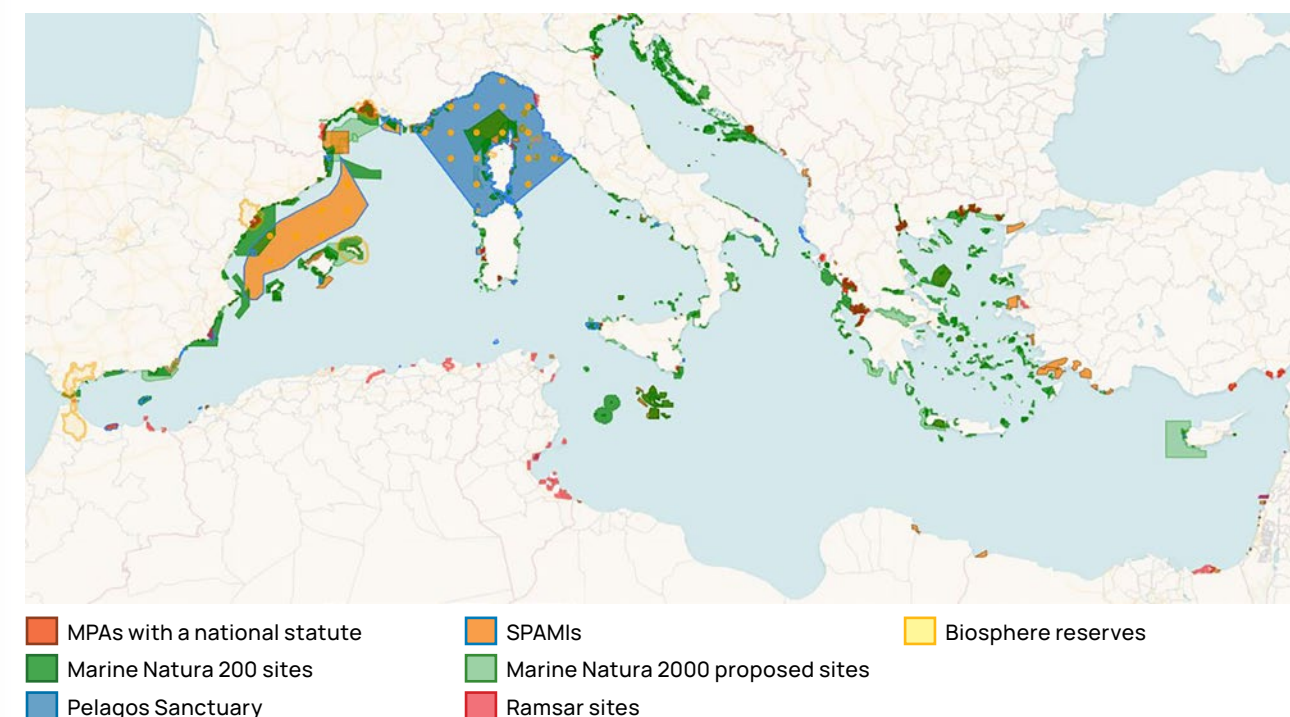 MPAs with a national statute
SPAMIs
Biosphere reserves
Marine Natura 200 sites
Marine Natura 2000 proposed sites
Pelagos Sanctuary
Ramsar sites